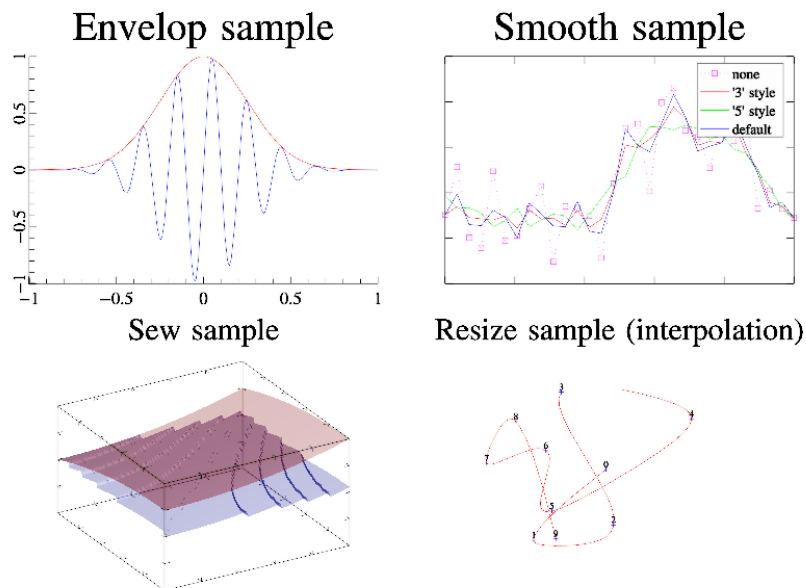 Envelop sample
Smooth sample
1
0.5
0
−0.5
−1
−1
−0.5
0
0.5
1
none
'3' style
'5' style
default
Sew sample
Resize sample (interpolation)
3
4
8
6
7
0
5
2
1
9